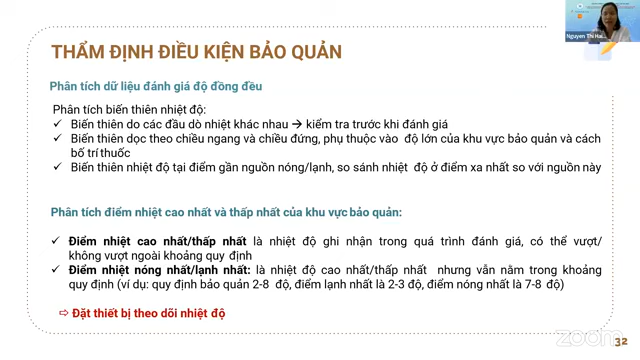 THẨM ĐỊNH ĐIỀU KIỆN BẢO QUẢN
Phân tích dữ liệu đánh giá độ đồng đều
Phân tích biến thiên nhiệt độ:
✓ Biến thiên do các đầu dò nhiệt khác nhau → kiểm tra trước khi đánh giá
✓ Biến thiên dọc theo chiều ngang và chiều đứng, phụ thuộc vào độ lớn của khu vực bảo quản và cách
bố trí thuốc
✓ Biến thiên nhiệt độ tại điểm gần nguồn nóng/lạnh, so sánh nhiệt độ ở điểm xa nhất so với nguồn này
Phân tích điểm nhiệt cao nhất và thấp nhất của khu vực bảo quản:
✓ Điểm nhiệt cao nhất/thấp nhất là nhiệt độ ghi nhận trong quá trình đánh giá, có thể vượt/
không vượt ngoài khoảng quy định
✓ Điểm nhiệt nóng nhất/lạnh nhất: là nhiệt độ cao nhất/thấp nhất nhưng vẫn nằm trong khoảng
quy định (ví dụ: quy định bảo quản 2-8 độ, điểm lạnh nhất là 2-3 độ, điểm nóng nhất là 7-8 độ)
⇨ Đặt thiết bị theo dõi nhiệt độ
Nguyen Thi Hai...
32
zoom